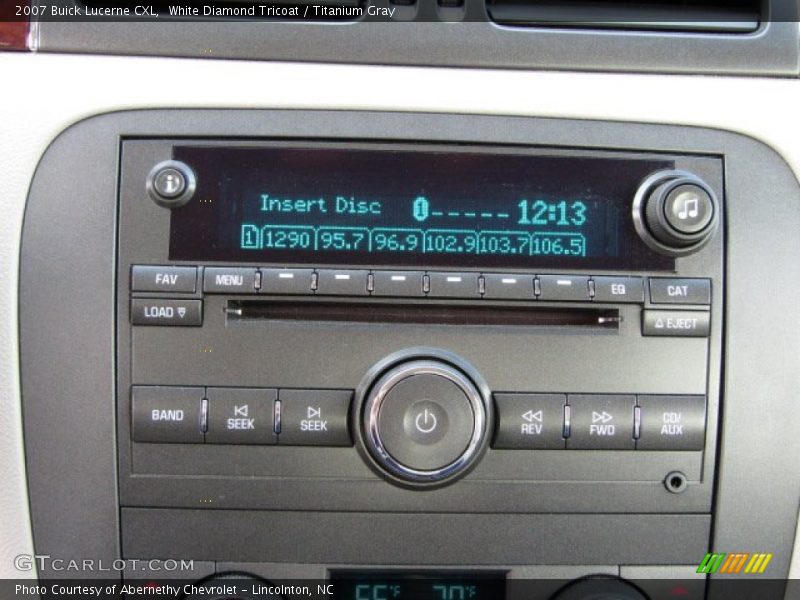 2007 Buick Lucerne CXL, White Diamond Tricoat / Titanium Gray
i
Insert Disc 12:13
1 1290 95.7 96.9 102.9 103.7 106.5
FAV MENU EQ CAT
LOAD EJECT
BAND SEEK SEEK REV FWD CD/AUX
GTCARLOT.COM
Photo Courtesy of Abernethy Chevrolet - Lincolnton, NC
70°F